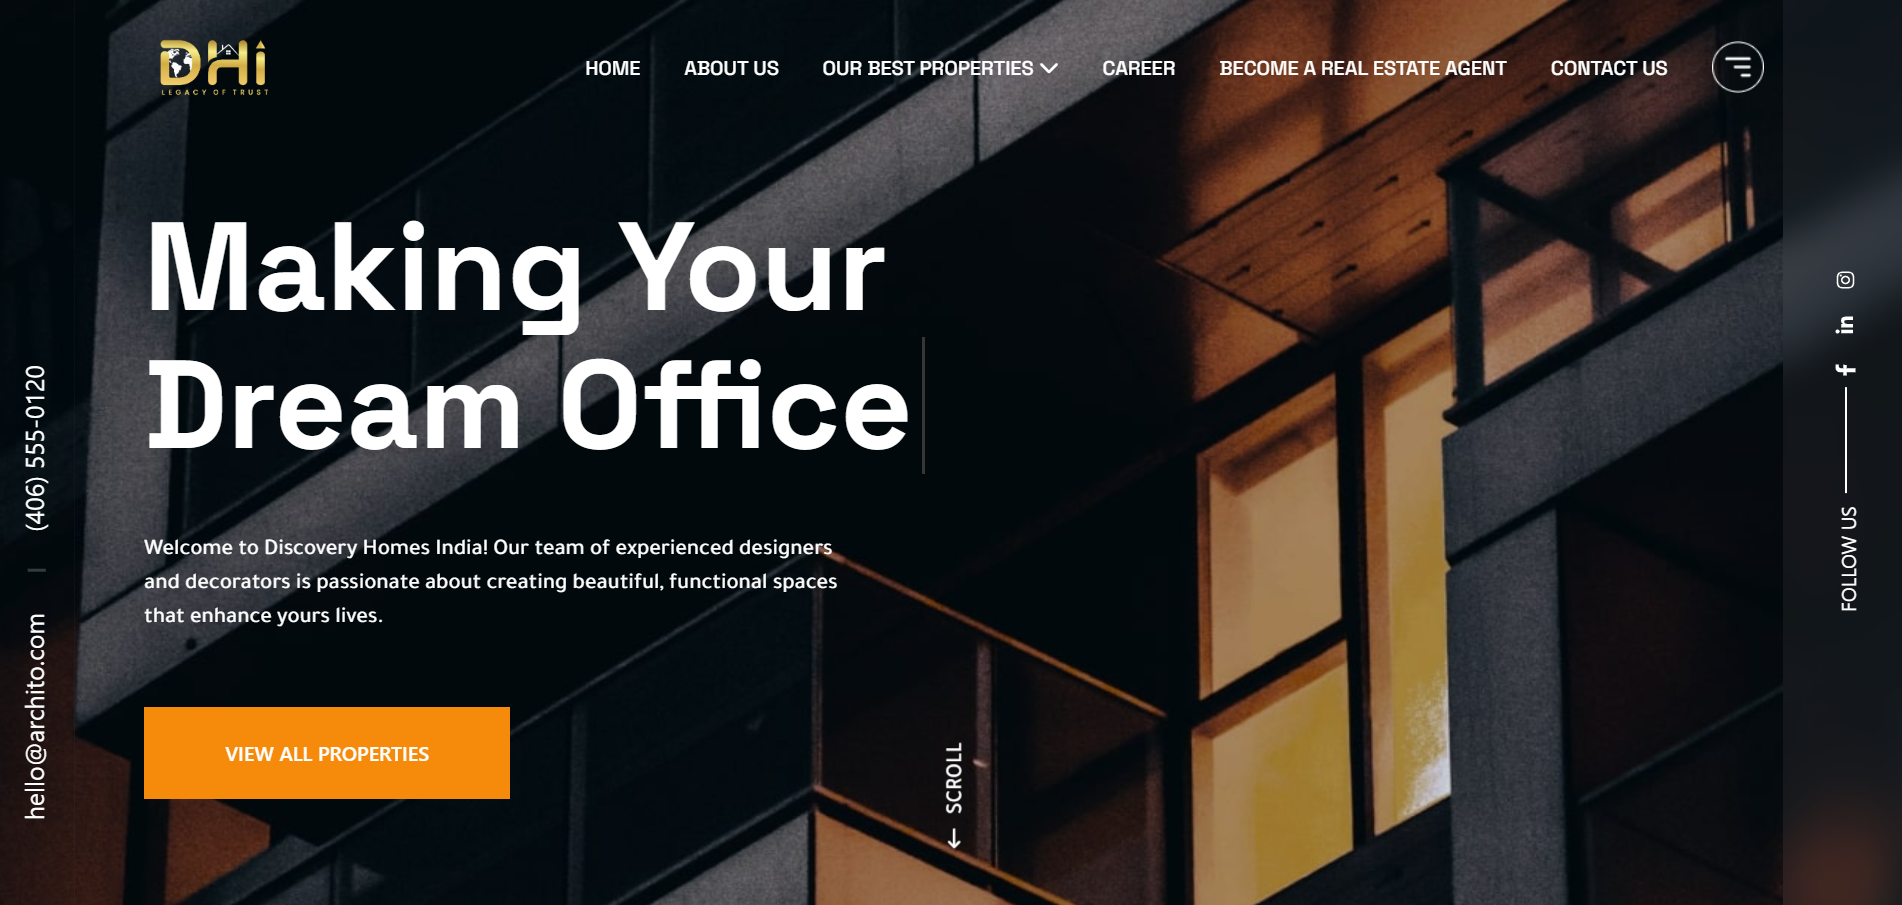 DHi
LEGACY OF TRUST
HOME
ABOUT US
OUR BEST PROPERTIES
CAREER
BECOME A REAL ESTATE AGENT
CONTACT US
Making Your
Dream Office
Welcome to Discovery Homes India! Our team of experienced designers
and decorators is passionate about creating beautiful, functional spaces
that enhance yours lives.
VIEW ALL PROPERTIES
SCROLL
hello@archito.com | (406) 555-0120
FOLLOW US